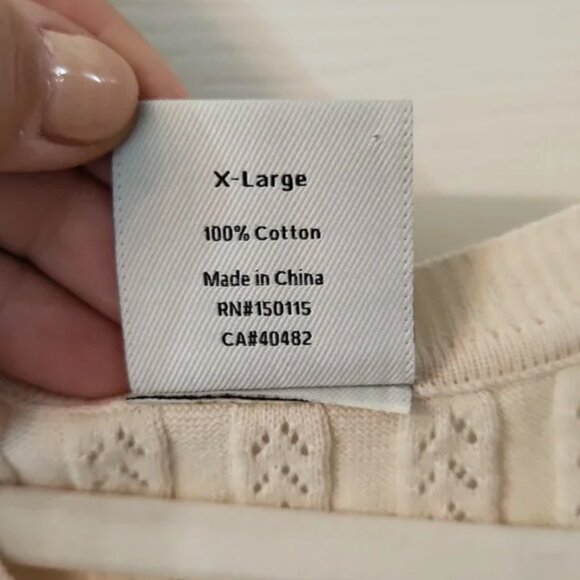 X-Large
100% Cotton
Made in China
RN#150115
CA#40482